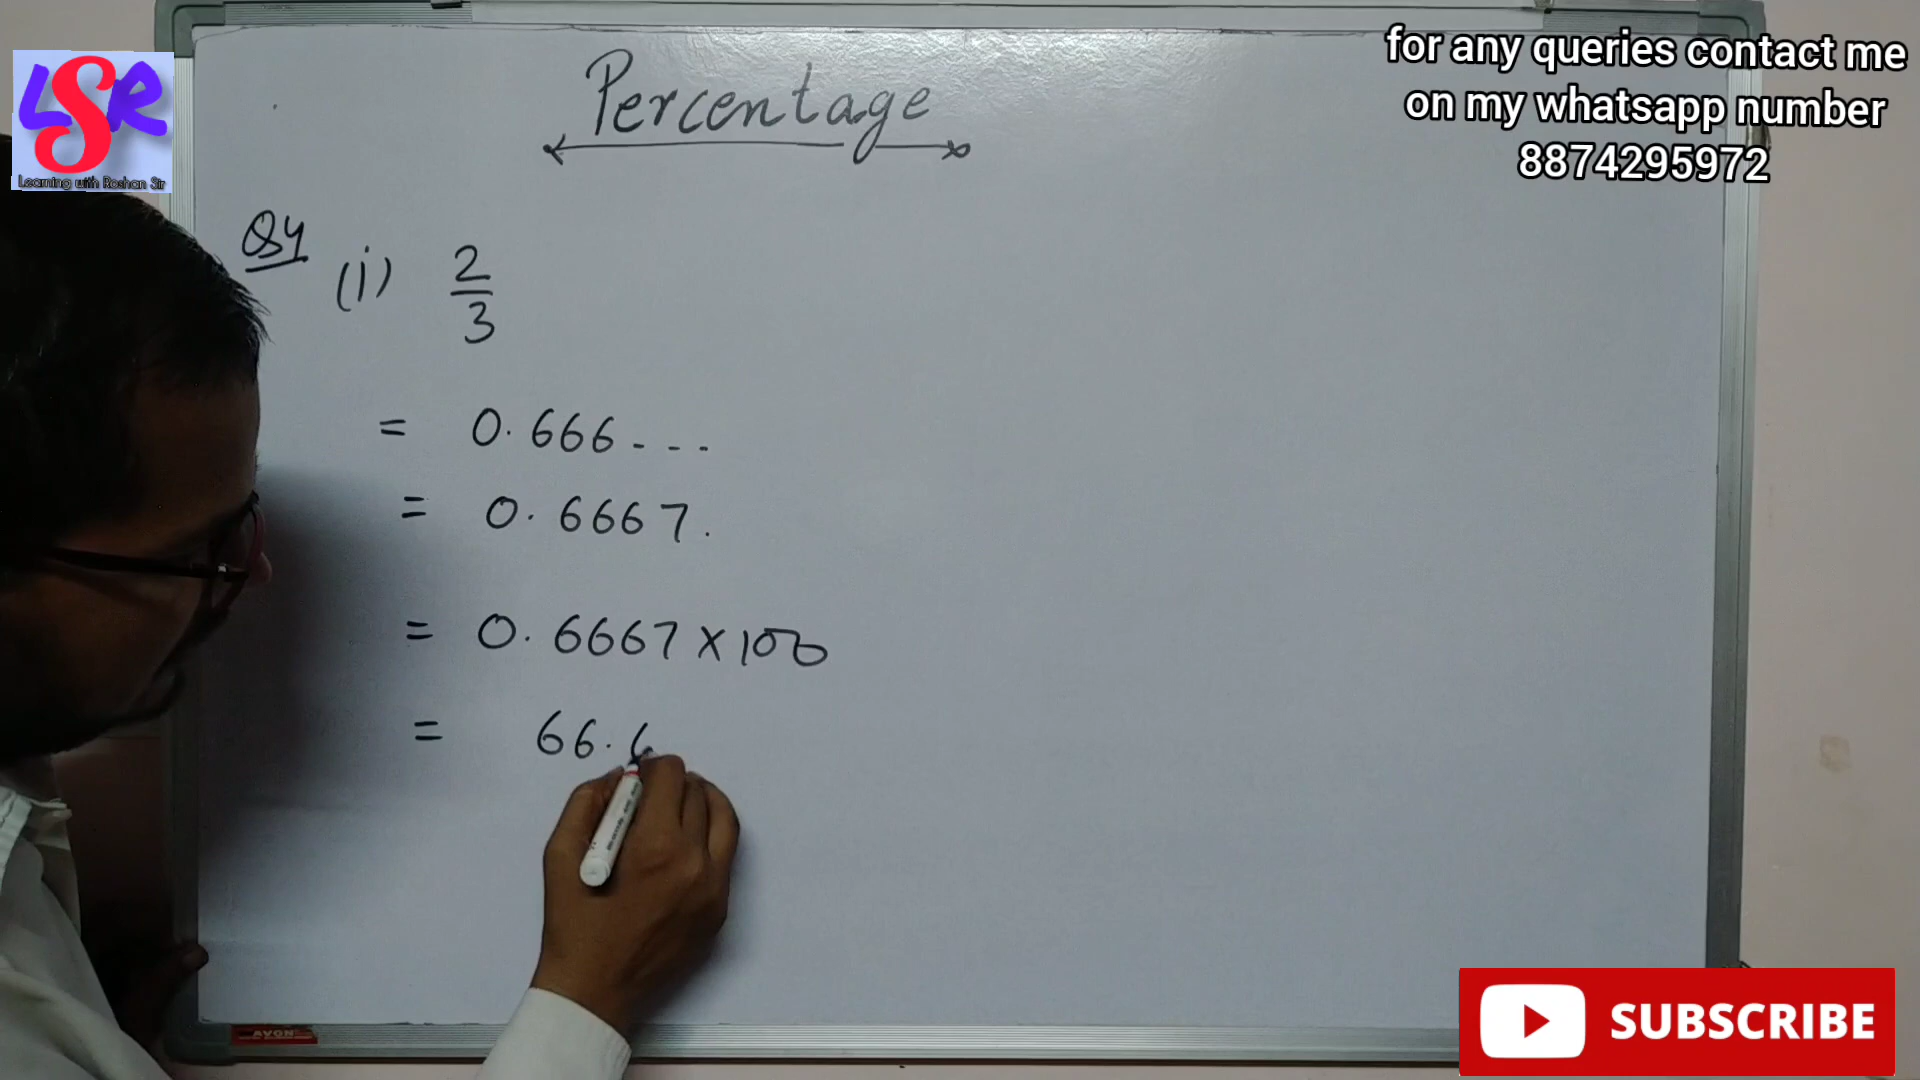 LSR
Learning with Roshan Sir
for any queries contact me
on my whatsapp number
8874295972
Percentage
Q4 (i) 2/3
= 0.666---
= 0.6667.
= 0.6667 × 100
= 66.6
AVON
SUBSCRIBE